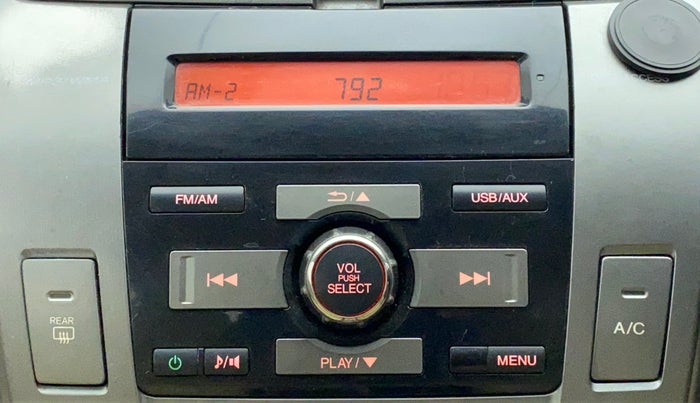 AM-2 792
FM/AM
USB/AUX
VOL
PUSH
SELECT
REAR
A/C
PLAY/
MENU